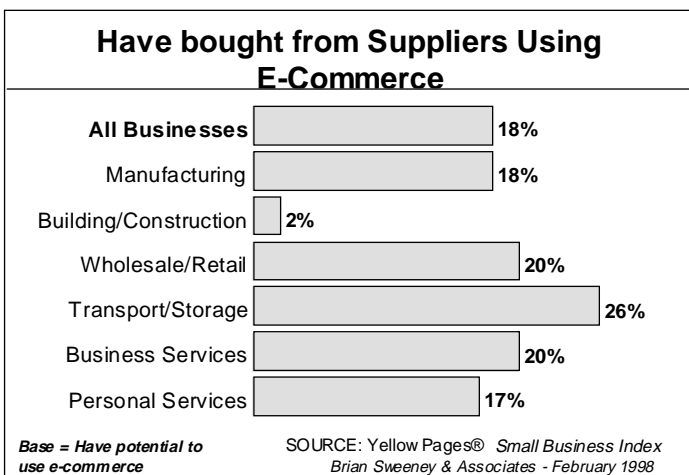 Have bought from Suppliers Using
E-Commerce
All Businesses 18%
Manufacturing 18%
Building/Construction 2%
Wholesale/Retail 20%
Transport/Storage 26%
Business Services 20%
Personal Services 17%
Base = Have potential to
use e-commerce
SOURCE: Yellow Pages® Small Business Index
Brian Sweeney & Associates - February 1998